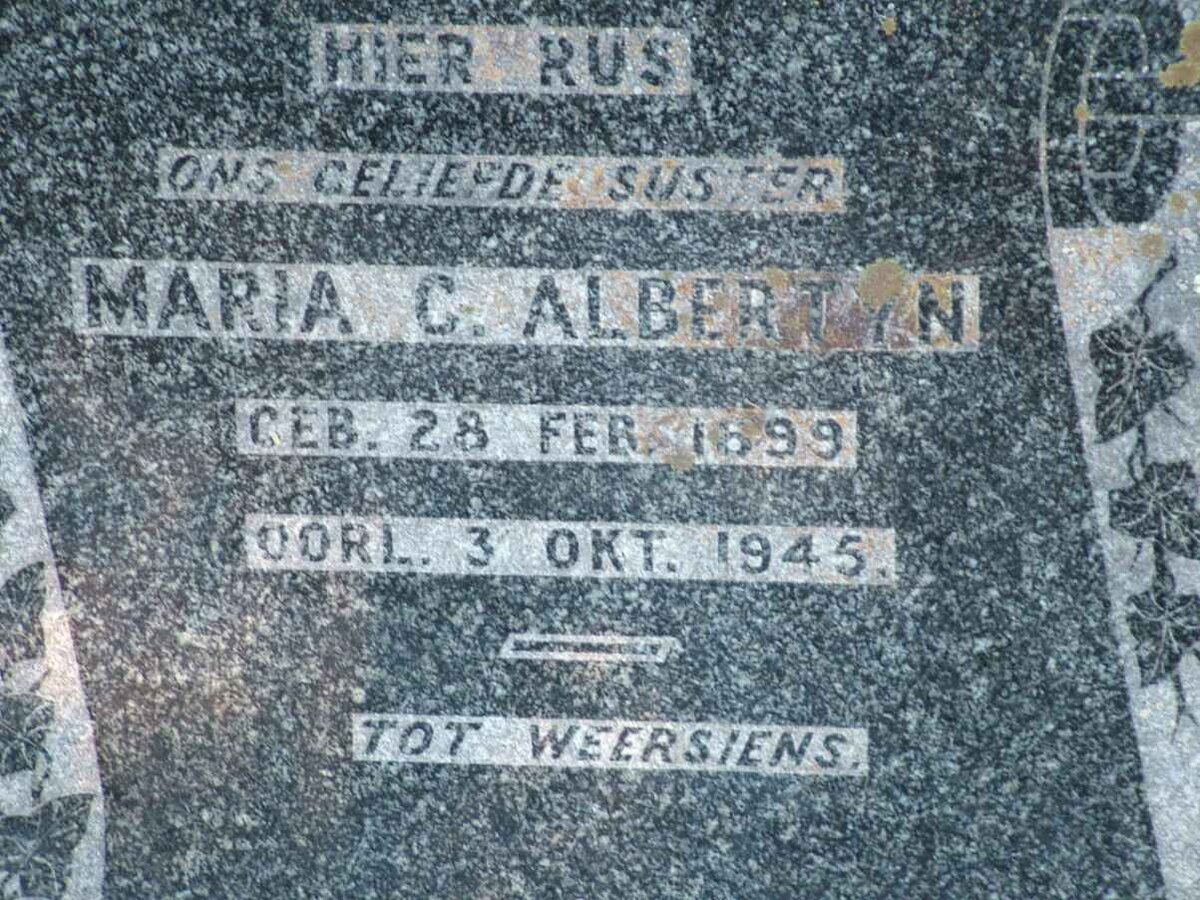 HIER RUS
ONS GELIEFDE SUSTER
MARIA C. ALBERTYN
GEB. 28 FEB. 1899
OORL. 3 OKT. 1945.
TOT WEERSIENS.